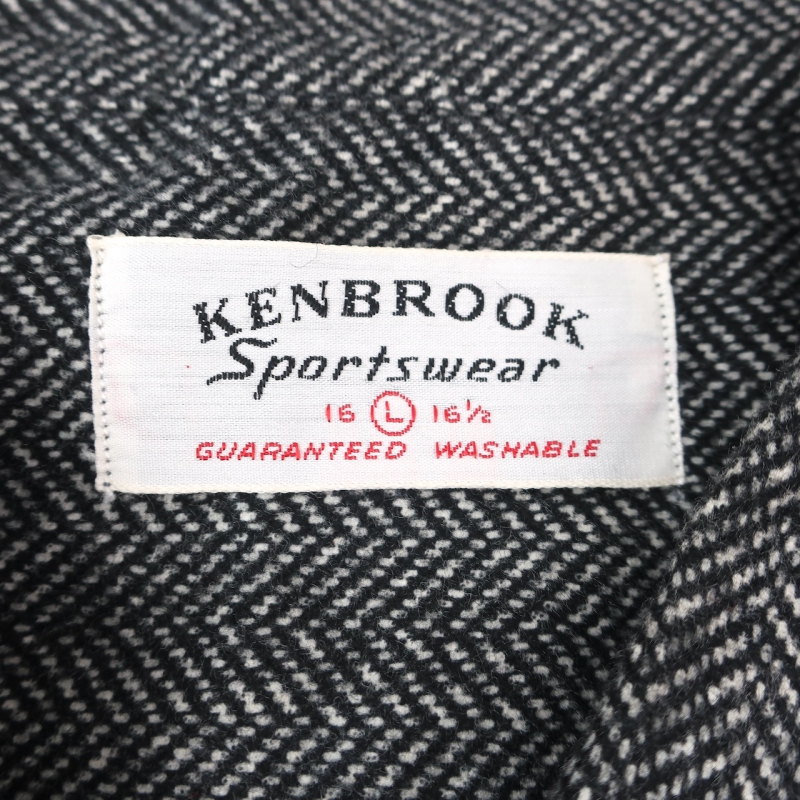 KENBROOK
Sportswear
16 L 16½
GUARANTEED WASHABLE